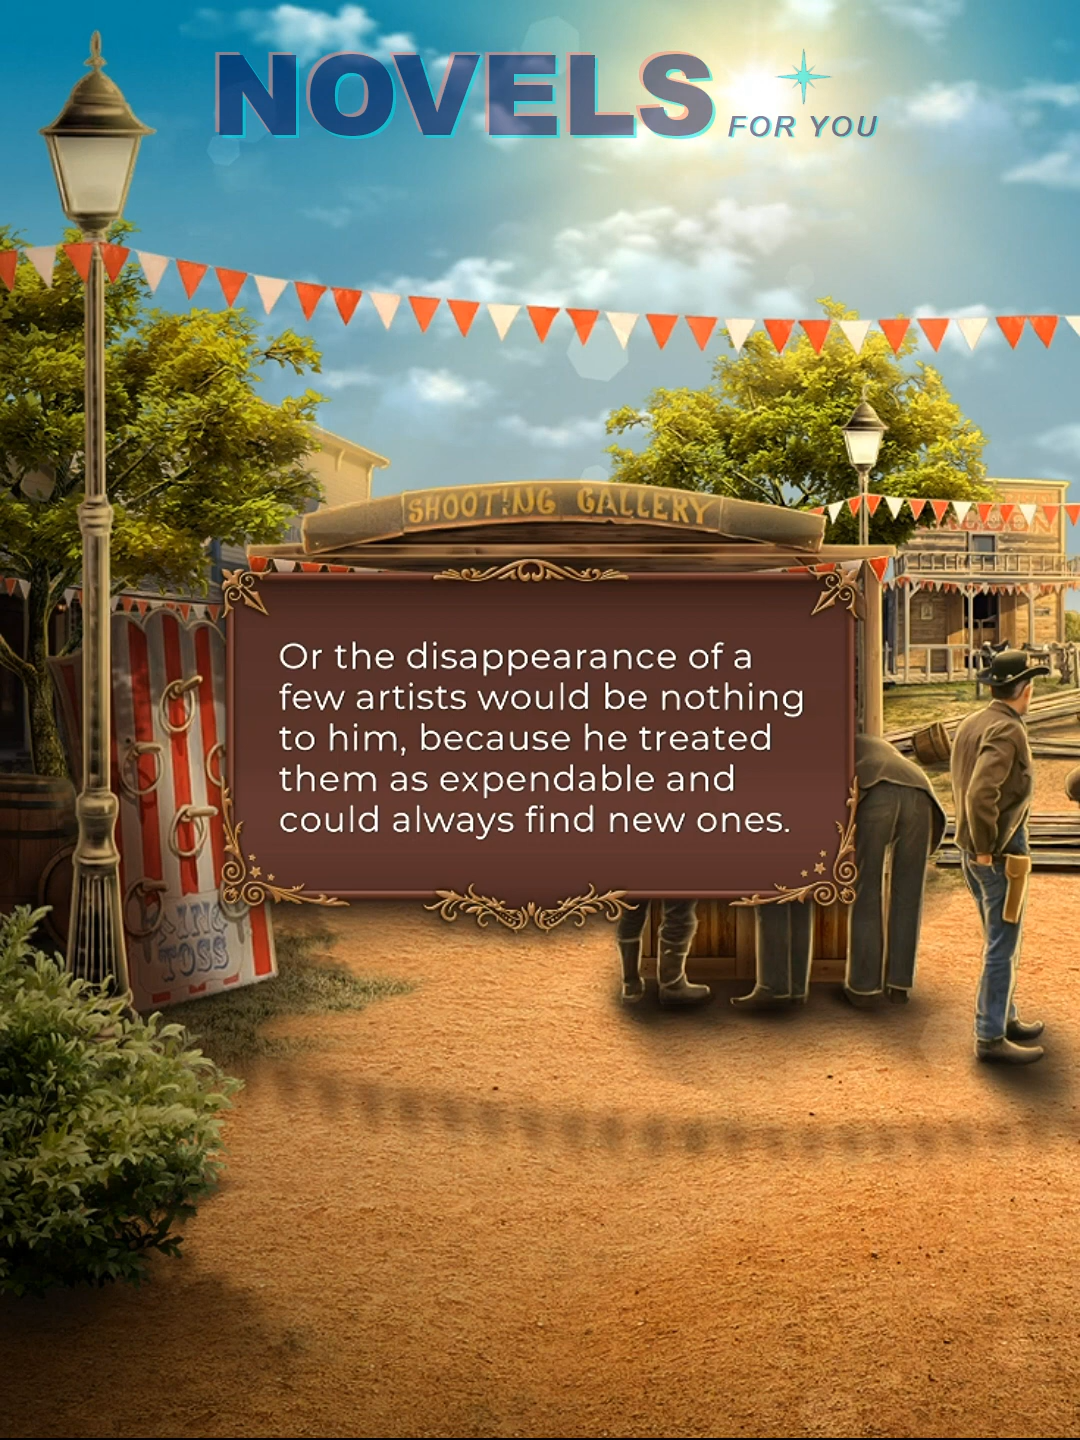 NOVELS
FOR YOU
SHOOTING GALLERY
Or the disappearance of a
few artists would be nothing
to him, because he treated
them as expendable and
could always find new ones.
RING
TOSS